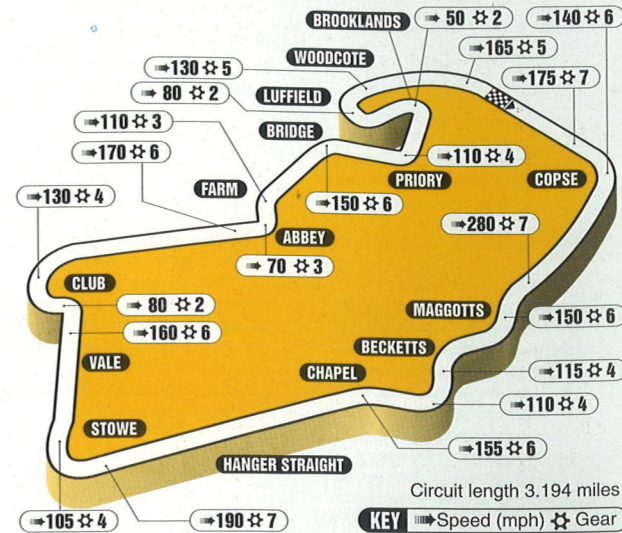 BROOKLANDS
50 2
140 6
WOODCOTE
165 5
130 5
175 7
80 2
LUFFIELD
110 3
BRIDGE
170 6
110 4
FARM
PRIORY
COPSE
130 4
150 6
280 7
ABBEY
70 3
CLUB
80 2
MAGGOTTS
150 6
160 6
BECKETTS
VALE
CHAPEL
115 4
110 4
STOWE
155 6
HANGER STRAIGHT
Circuit length 3.194 miles
105 4
190 7
KEY Speed (mph) Gear